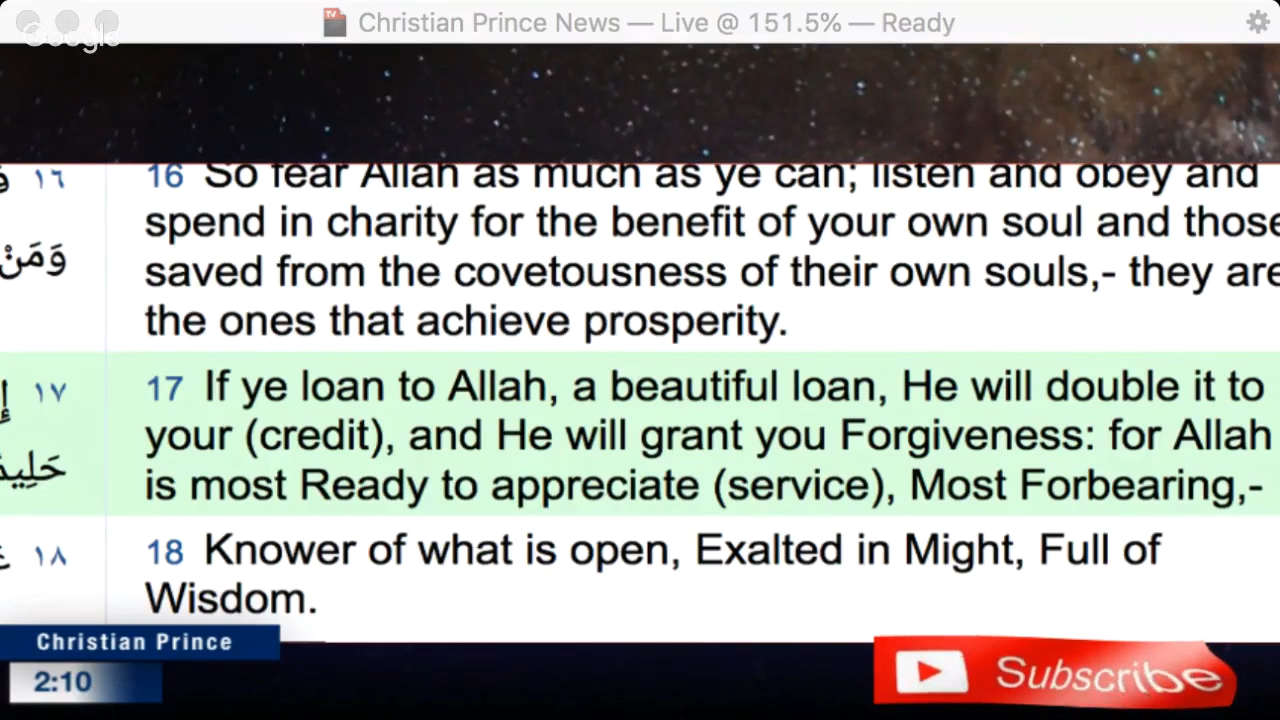 Christian Prince News — Live @ 151.5% — Ready
Google
١٦
16 So fear Allah as much as ye can; listen and obey and
spend in charity for the benefit of your own soul and those
وَمَنْ
saved from the covetousness of their own souls,- they are
the ones that achieve prosperity.
١٧
17 If ye loan to Allah, a beautiful loan, He will double it to
your (credit), and He will grant you Forgiveness: for Allah
is most Ready to appreciate (service), Most Forbearing,-
١٨
18 Knower of what is open, Exalted in Might, Full of
Wisdom.
Christian Prince
2:10
Subscribe